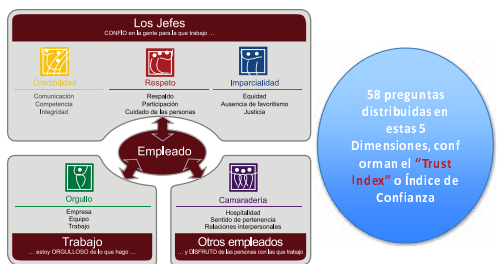 Los Jefes
CONFÍO en la gente para la que trabajo ...
Credibilidad
Comunicación
Competencia
Integridad
Respeto
Respaldo
Participación
Cuidado de las personas
Imparcialidad
Equidad
Ausencia de favoritismo
Justicia
Empleado
Orgullo
Empresa
Equipo
Trabajo
Trabajo
... estoy ORGULLOSO de lo que hago ...
Camaradería
Hospitalidad
Sentido de pertenencia
Relaciones interpersonales
Otros empleados
... y DISFRUTO de las personas con las que trabajo
58 preguntas
distribuidas en
estas 5
Dimensiones, conf
orman el “Trust
Index” o Índice de
Confianza